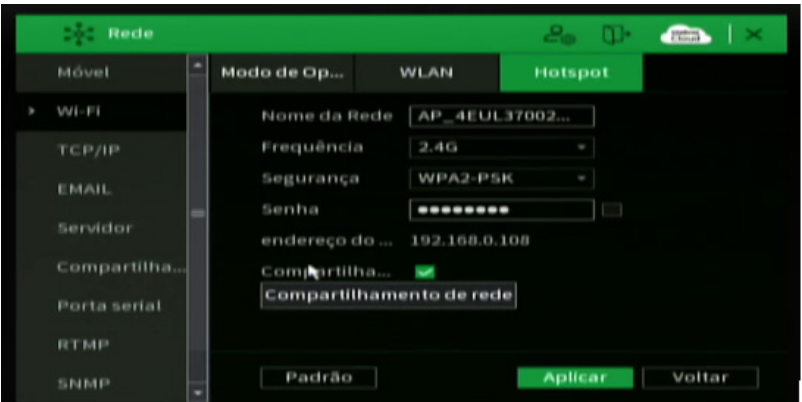 Rede
Cloud
Móvel
Wi-Fi
TCP/IP
EMAIL
Servidor
Compartilha...
Porta serial
RTMP
SNMP
Modo de Op... WLAN Hotspot
Nome da Rede AP_4EUL37002...
Frequência 2.4G
Segurança WPA2-PSK
Senha ●●●●●●●●
endereço do ... 192.168.0.108
Compartilha...
Compartilhamento de rede
Padrão Aplicar Voltar